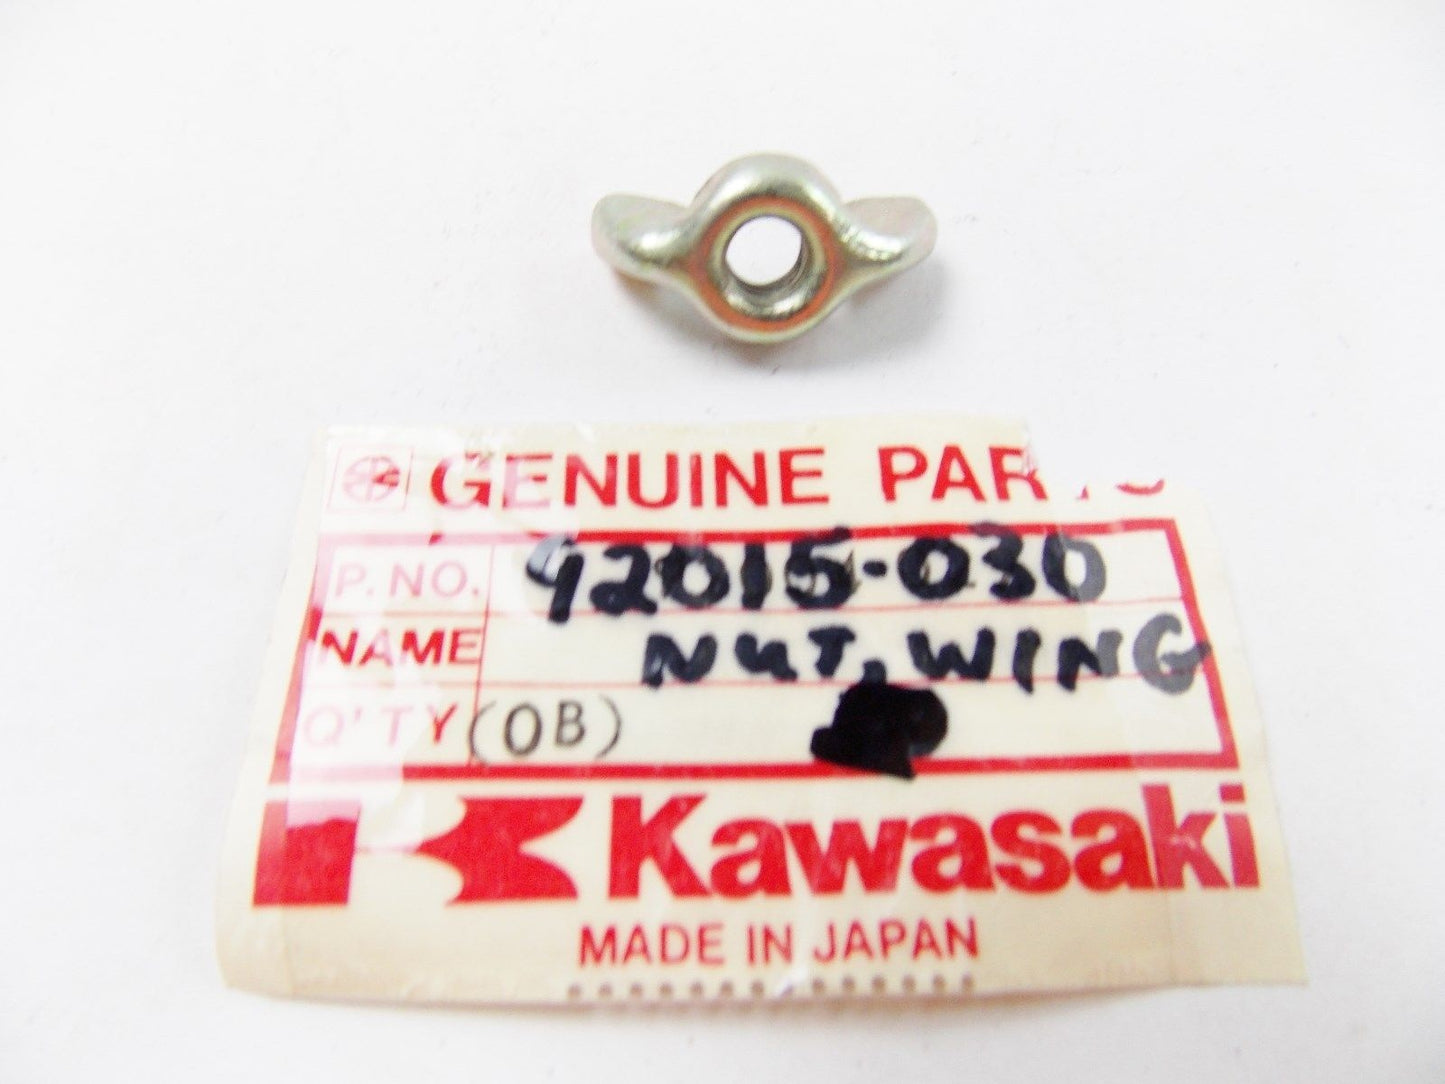 GENUINE PARTS
P. NO. 92015-030
NAME NUT, WING
Q'TY (OB)
Kawasaki
MADE IN JAPAN